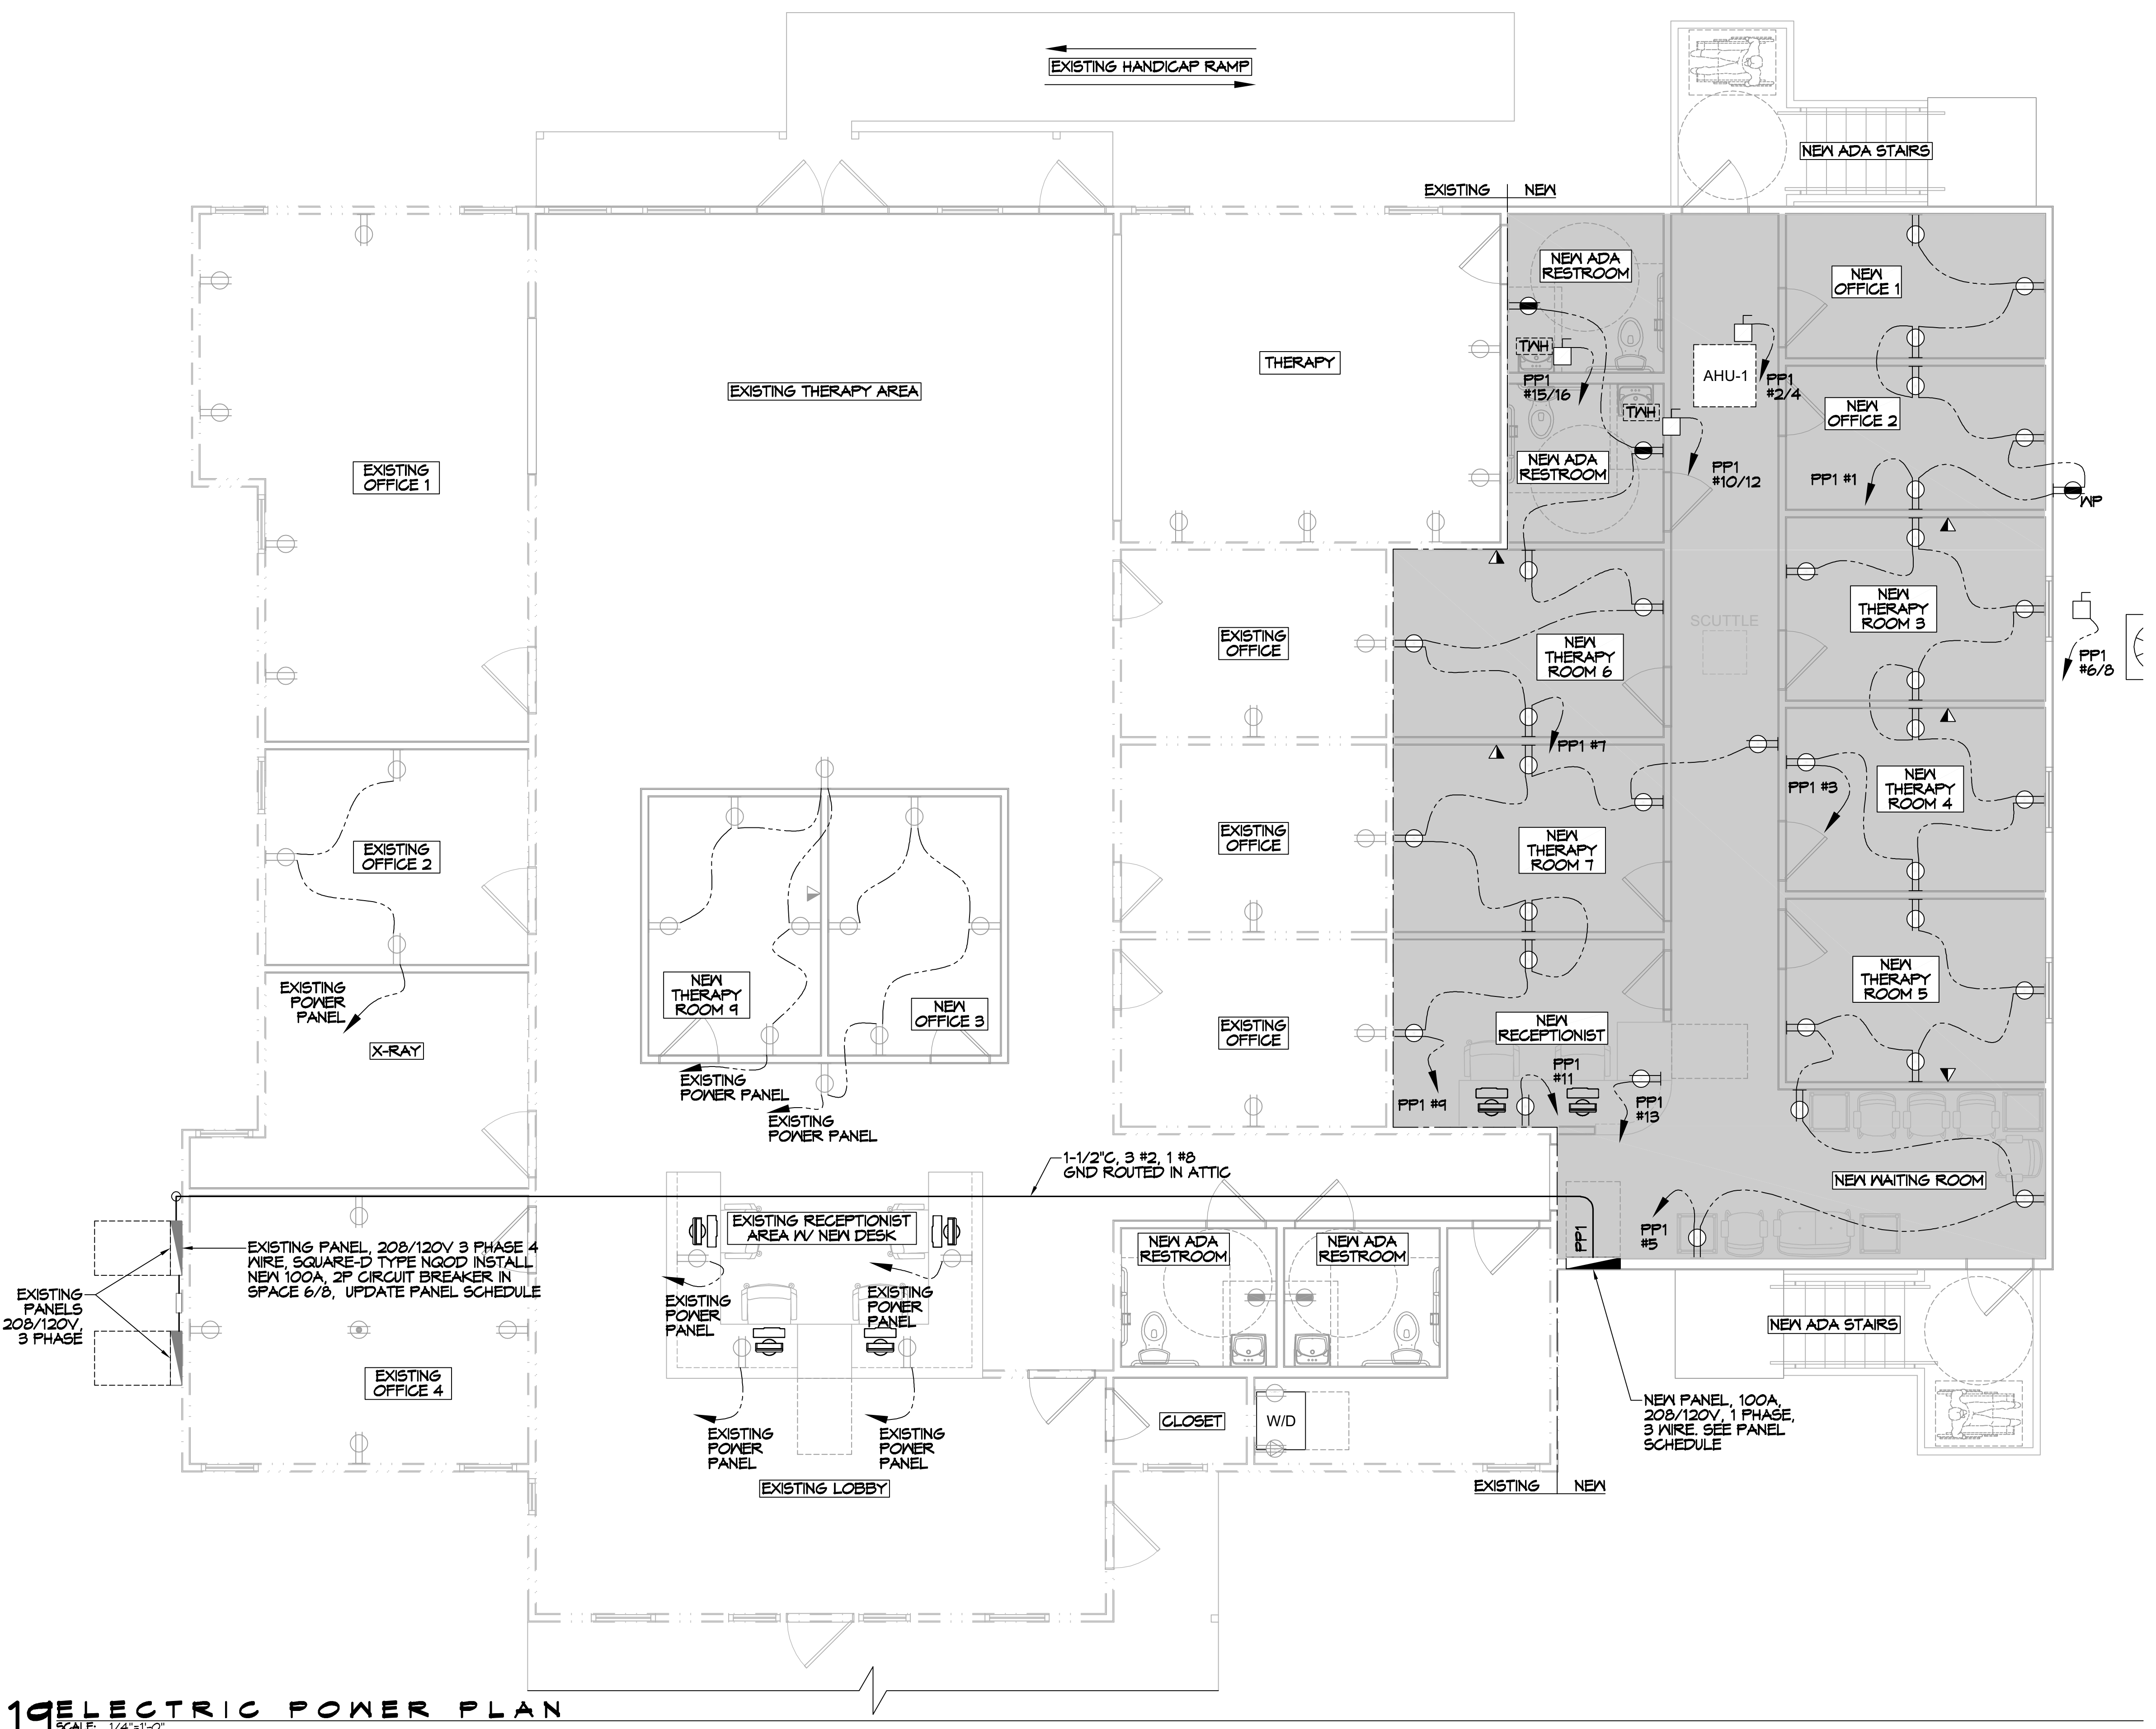 EXISTING HANDICAP RAMP
NEW ADA STAIRS
EXISTING NEW
NEW ADA
RESTROOM
NEW
OFFICE 1
TWH
PP1
#15/16
AHU-1
PP1
#2/4
THERAPY
EXISTING THERAPY AREA
TWH
NEW
OFFICE 2
NEW ADA
RESTROOM
PP1
#10/12
PP1 #1
WP
EXISTING
OFFICE 1
NEW
THERAPY
ROOM 3
SCUTTLE
EXISTING
OFFICE
NEW
THERAPY
ROOM 6
PP1
#6/8
PP1 #7
PP1 #3
NEW
THERAPY
ROOM 4
EXISTING
OFFICE
NEW
THERAPY
ROOM 7
EXISTING
OFFICE 2
NEW
THERAPY
ROOM 5
EXISTING
POWER
PANEL
NEW
THERAPY
ROOM 9
NEW
OFFICE 3
EXISTING
OFFICE
NEW
RECEPTIONIST
X-RAY
EXISTING
POWER PANEL
EXISTING
POWER PANEL
PP1 #9
PP1
#11
PP1
#13
1-1/2"C, 3 #2, 1 #8
GND ROUTED IN ATTIC
NEW WAITING ROOM
EXISTING RECEPTIONIST
AREA W/ NEW DESK
PP1
PP1
#5
EXISTING PANEL, 208/120V 3 PHASE 4
WIRE, SQUARE-D TYPE NQOD INSTALL
NEW 100A, 2P CIRCUIT BREAKER IN
SPACE 6/8, UPDATE PANEL SCHEDULE
EXISTING
PANELS
208/120V,
3 PHASE
EXISTING
POWER
PANEL
EXISTING
POWER
PANEL
NEW ADA
RESTROOM
NEW ADA
RESTROOM
NEW ADA STAIRS
EXISTING
OFFICE 4
CLOSET
W/D
NEW PANEL, 100A,
208/120V, 1 PHASE,
3 WIRE. SEE PANEL
SCHEDULE
EXISTING
POWER
PANEL
EXISTING
POWER
PANEL
EXISTING LOBBY
EXISTING NEW
19 ELECTRIC POWER PLAN
SCALE: 1/4"=1'-0"